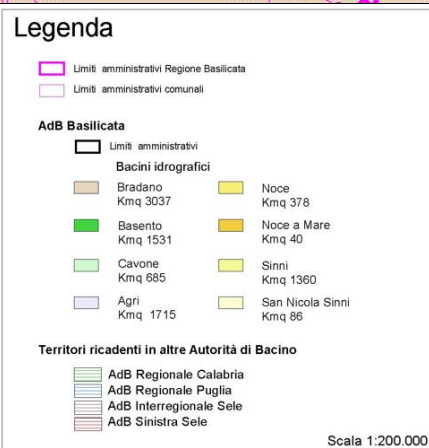 Legenda
Limiti amministrativi Regione Basilicata
Limiti amministrativi comunali
AdB Basilicata
Limiti amministrativi
Bacini idrografici
Bradano
Kmq 3037
Basento
Kmq 1531
Cavone
Kmq 685
Agri
Kmq 1715
Noce
Kmq 378
Noce a Mare
Kmq 40
Sinni
Kmq 1360
San Nicola Sinni
Kmq 86
Territori ricadenti in altre Autorità di Bacino
AdB Regionale Calabria
AdB Regionale Puglia
AdB Interregionale Sele
AdB Sinistra Sele
Scala 1:200.000